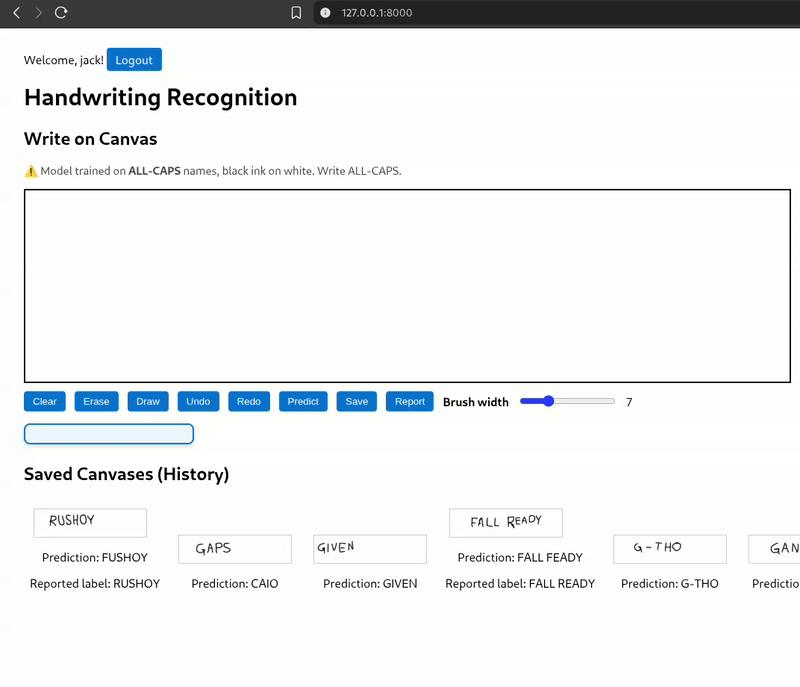 127.0.0.1:8000
Welcome, jack! Logout
Handwriting Recognition
Write on Canvas
⚠️ Model trained on ALL-CAPS names, black ink on white. Write ALL-CAPS.
Clear Erase Draw Undo Redo Predict Save Report Brush width 7
Saved Canvases (History)
RUSHOY
Prediction: FUSHOY
Reported label: RUSHOY
GAPS
Prediction: CAIO
GIVEN
Prediction: GIVEN
FALL READY
Prediction: FALL FEADY
Reported label: FALL READY
G-THO
Prediction: G-THO
GAN
Predictio